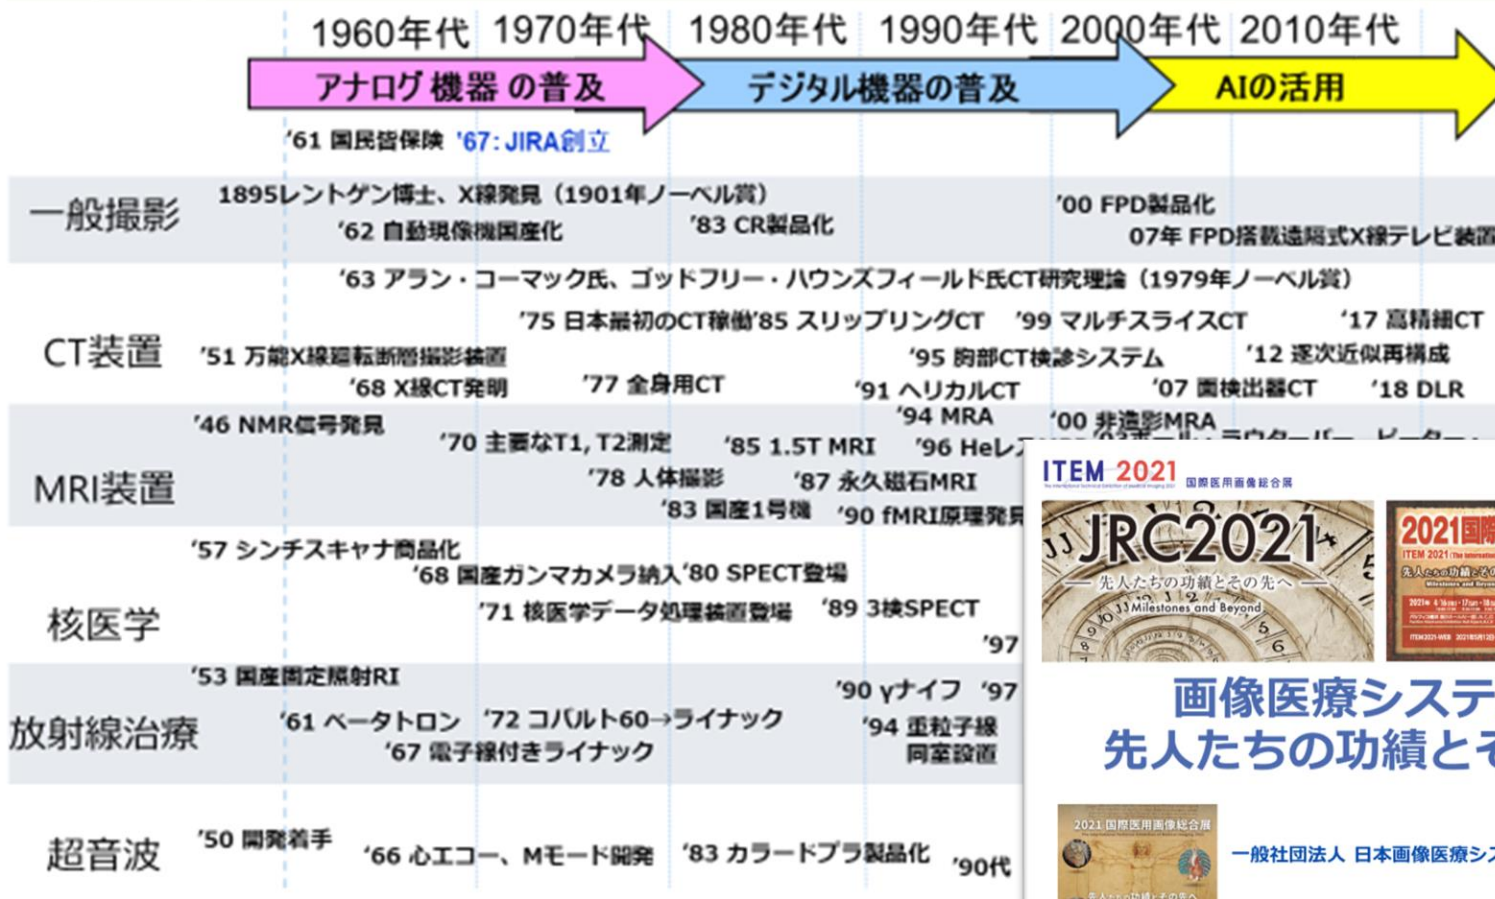 1960年代 1970年代 1980年代 1990年代 2000年代 2010年代
アナログ機器の普及 デジタル機器の普及 AIの活用
'61 国民皆保険 '67: JIRA創立
一般撮影
1895レントゲン博士、X線発見（1901年ノーベル賞）
'00 FPD製品化
'62 自動現像機国産化
'83 CR製品化
07年 FPD搭載遠隔式X線テレビ装置
CT装置
'63 アラン・コーマック氏、ゴッドフリー・ハウンズフィールド氏CT研究理論（1979年ノーベル賞）
'75 日本最初のCT稼働 '85 スリップリングCT '99 マルチスライスCT '17 高精細CT
'51 万能X線廻転断層撮影装置
'95 胸部CT検診システム '12 逐次近似再構成
'68 X線CT発明 '77 全身用CT '91 ヘリカルCT '07 面検出器CT '18 DLR
MRI装置
'46 NMR信号発見
'94 MRA '00 非造影MRA
'70 主要なT1, T2測定 '85 1.5T MRI '96 Heレ
'78 人体撮影 '87 永久磁石MRI
'83 国産1号機 '90 fMRI原理発見
核医学
'57 シンチスキャナ商品化
'68 国産ガンマカメラ納入 '80 SPECT登場
'71 核医学データ処理装置登場 '89 3検SPECT
'97
放射線治療
'53 国産固定照射RI
'90 γナイフ '97
'61 ベータトロン '72 コバルト60→ライナック '94 重粒子線
'67 電子線付きライナック 同室設置
超音波
'50 開発着手
'66 心エコー、Mモード開発 '83 カラードプラ製品化 '90代
ITEM 2021 国際医用画像総合展
JRC2021
先人たちの功績とその先へ
Milestones and Beyond
2021国際
ITEM 2021
先人たちの功績とその
画像医療システ
先人たちの功績とそ
2021 国際医用画像総合展
一般社団法人 日本画像医療シス